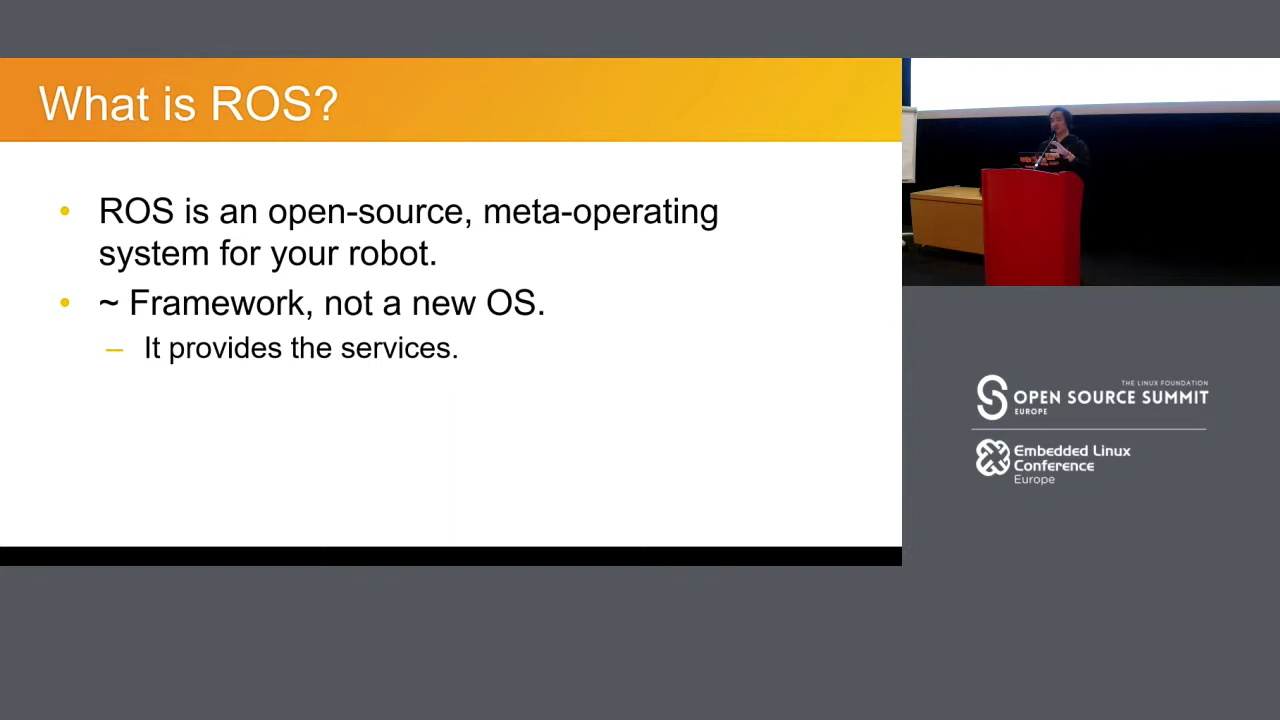 What is ROS?
• ROS is an open-source, meta-operating
system for your robot.
• ~ Framework, not a new OS.
– It provides the services.
THE LINUX FOUNDATION
OPEN SOURCE SUMMIT
EUROPE
Embedded Linux
Conference
Europe